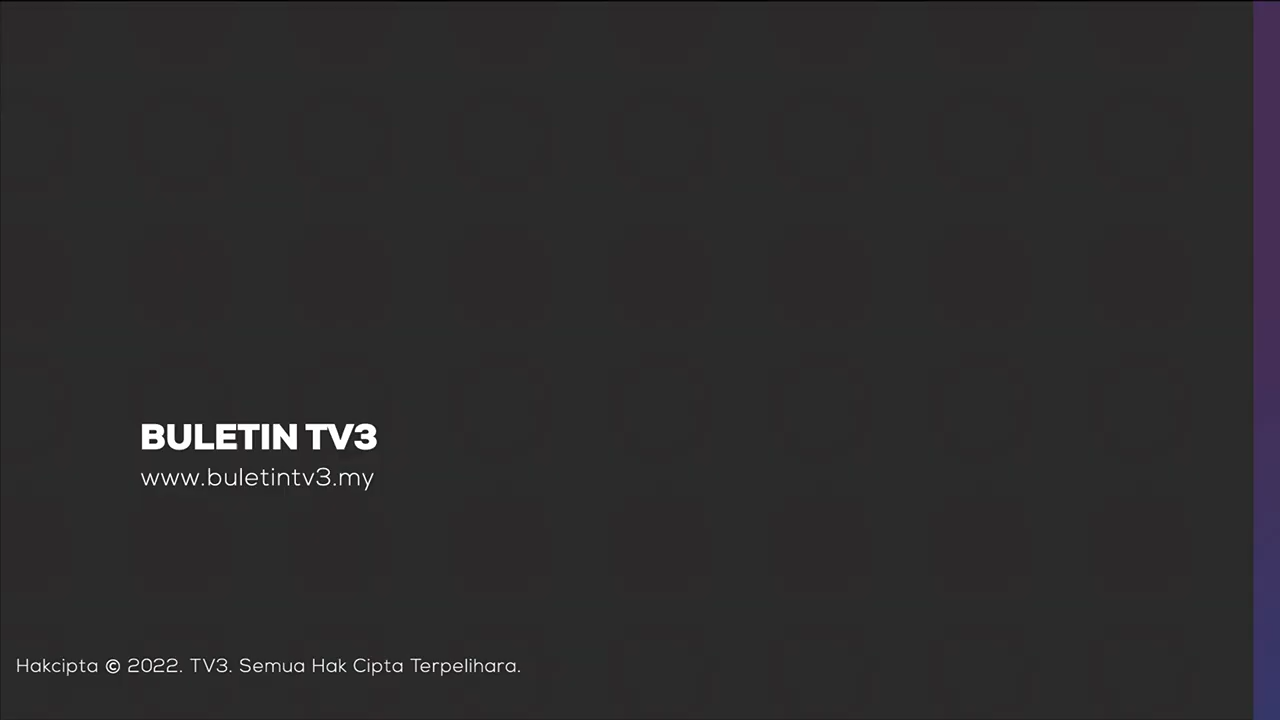 BULETIN TV3
www.buletintv3.my
Hakcipta © 2022. TV3. Semua Hak Cipta Terpelihara.